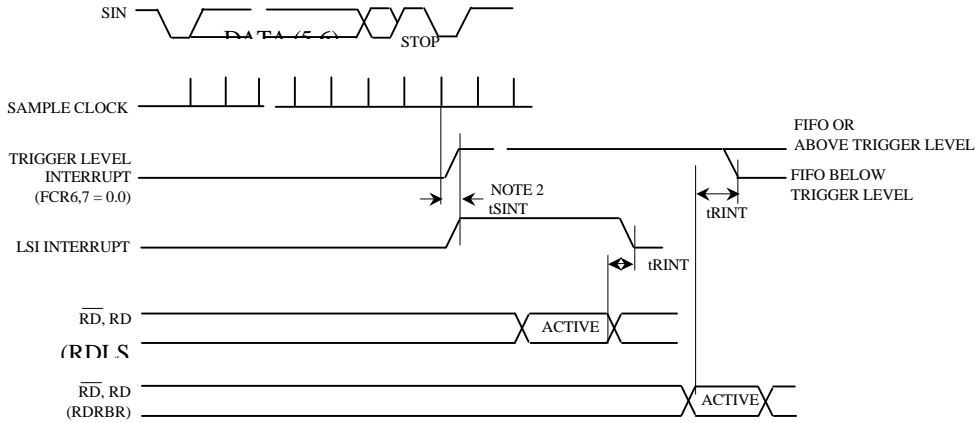 SIN
DATA (5-6)
STOP
SAMPLE CLOCK
TRIGGER LEVEL
INTERRUPT
(FCR6,7 = 0.0)
FIFO OR
ABOVE TRIGGER LEVEL
FIFO BELOW
TRIGGER LEVEL
NOTE 2
tSINT
tRINT
LSI INTERRUPT
tRINT
RD, RD
ACTIVE
(RDLS
RD, RD
(RDRBR)
ACTIVE